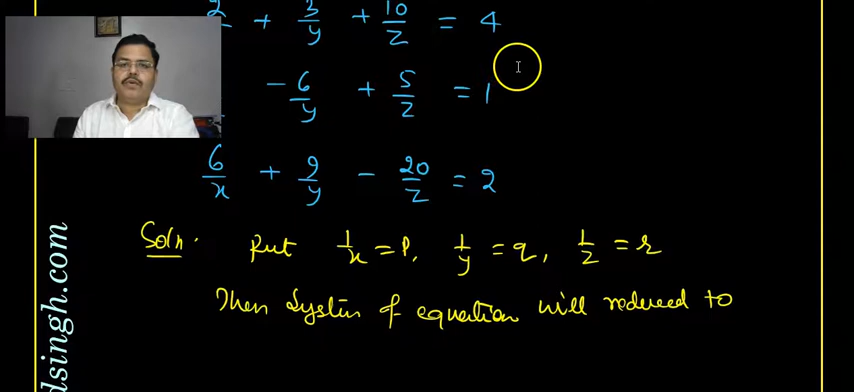 2/ + 3/y + 10/z = 4
- 6/y + 5/z = 1
6/x + 9/y - 20/z = 2
Soln. Put 1/x = p, 1/y = q, 1/z = r
Then System of equation will reduced to
dsingh.com